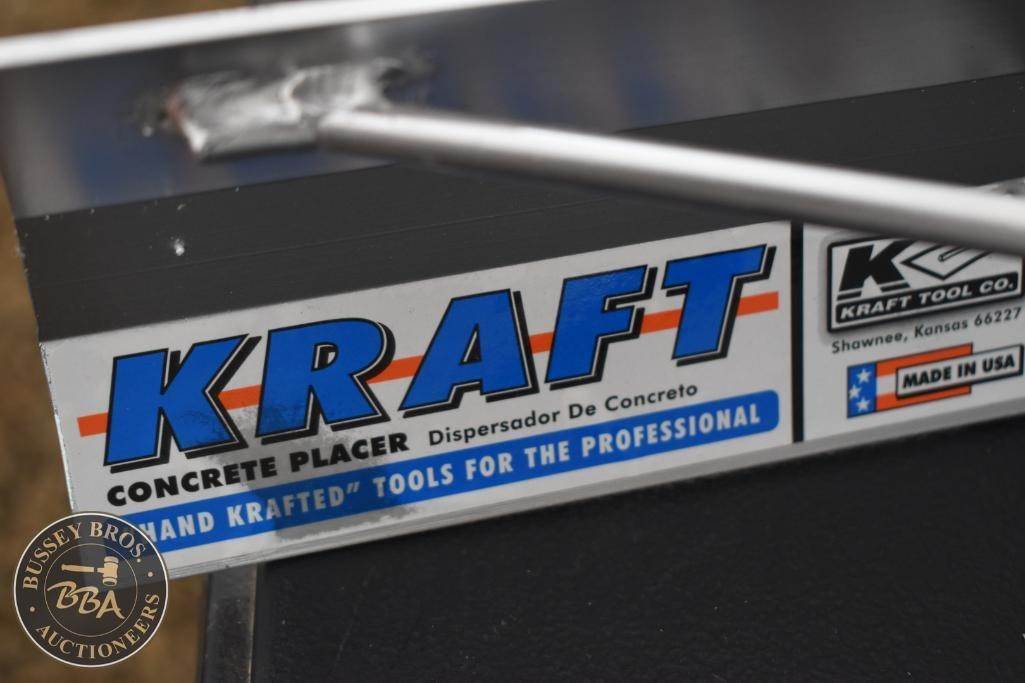 KRAFT
CONCRETE PLACER Dispersador De Concreto
HAND KRAFTED" TOOLS FOR THE PROFESSIONAL
K
KRAFT TOOL CO.
Shawnee, Kansas 66227
MADE IN USA
BUSSEY BROS.
BBA
AUCTIONEERS